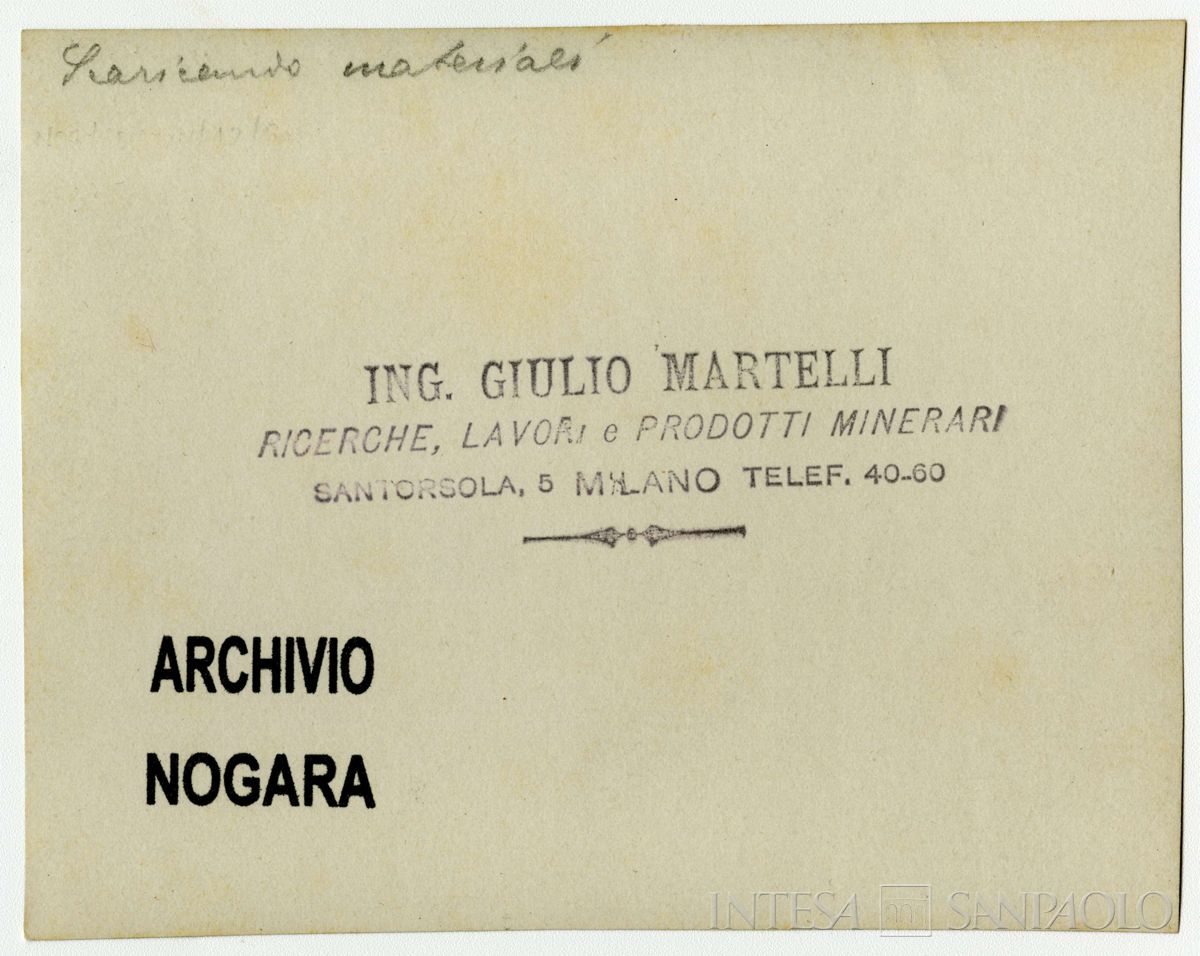 Scaricando materiali
ING. GIULIO MARTELLI
RICERCHE, LAVORI e PRODOTTI MINERARI
SANTORSOLA, 5 MILANO TELEF. 40-60
ARCHIVIO
NOGARA
INTESA SANPAOLO